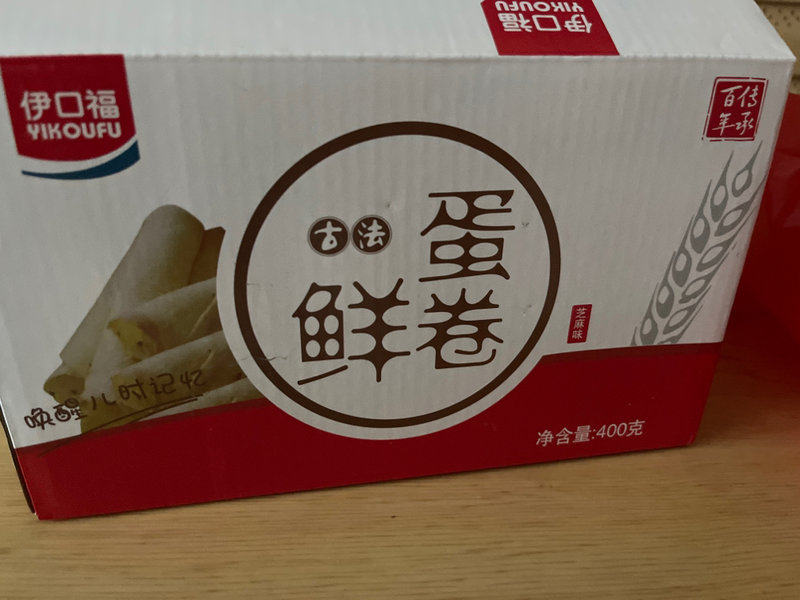 伊口福
YIKOUFU
伊口福
YIKOUFU
百年
传承
古法
鲜
蛋卷
芝麻味
唤醒儿时记忆
净含量:400克